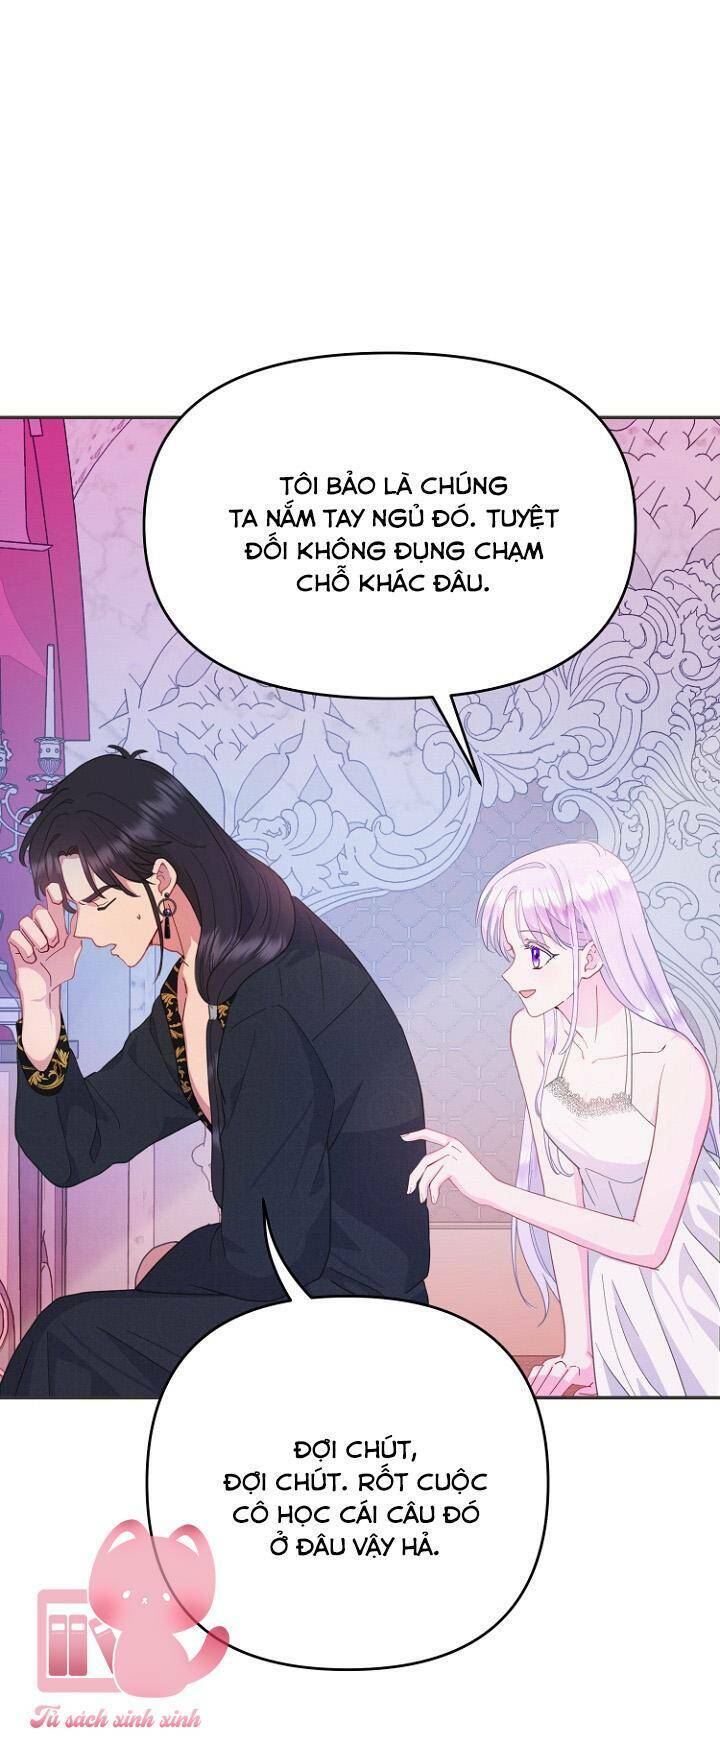 TÔI BẢO LÀ CHÚNG
TA NẮM TAY NGỦ ĐÓ. TUYỆT
ĐỐI KHÔNG ĐỤNG CHẠM
CHỖ KHÁC ĐÂU.
ĐỢI CHÚT,
ĐỢI CHÚT. RỐT CUỘC
CÔ HỌC CÁI CÂU ĐÓ
Ở ĐÂU VẬY HẢ.
Tủ sách xinh xinh